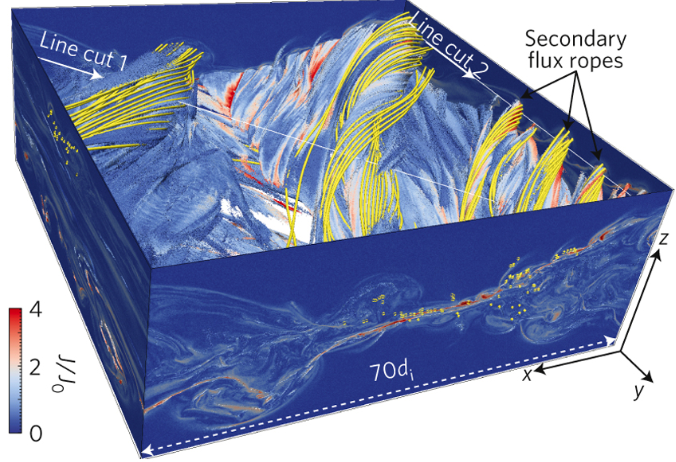 Line cut 1
Line cut 2
Secondary
flux ropes
z
4
2
0
J/J₀
70dᵢ
x
y